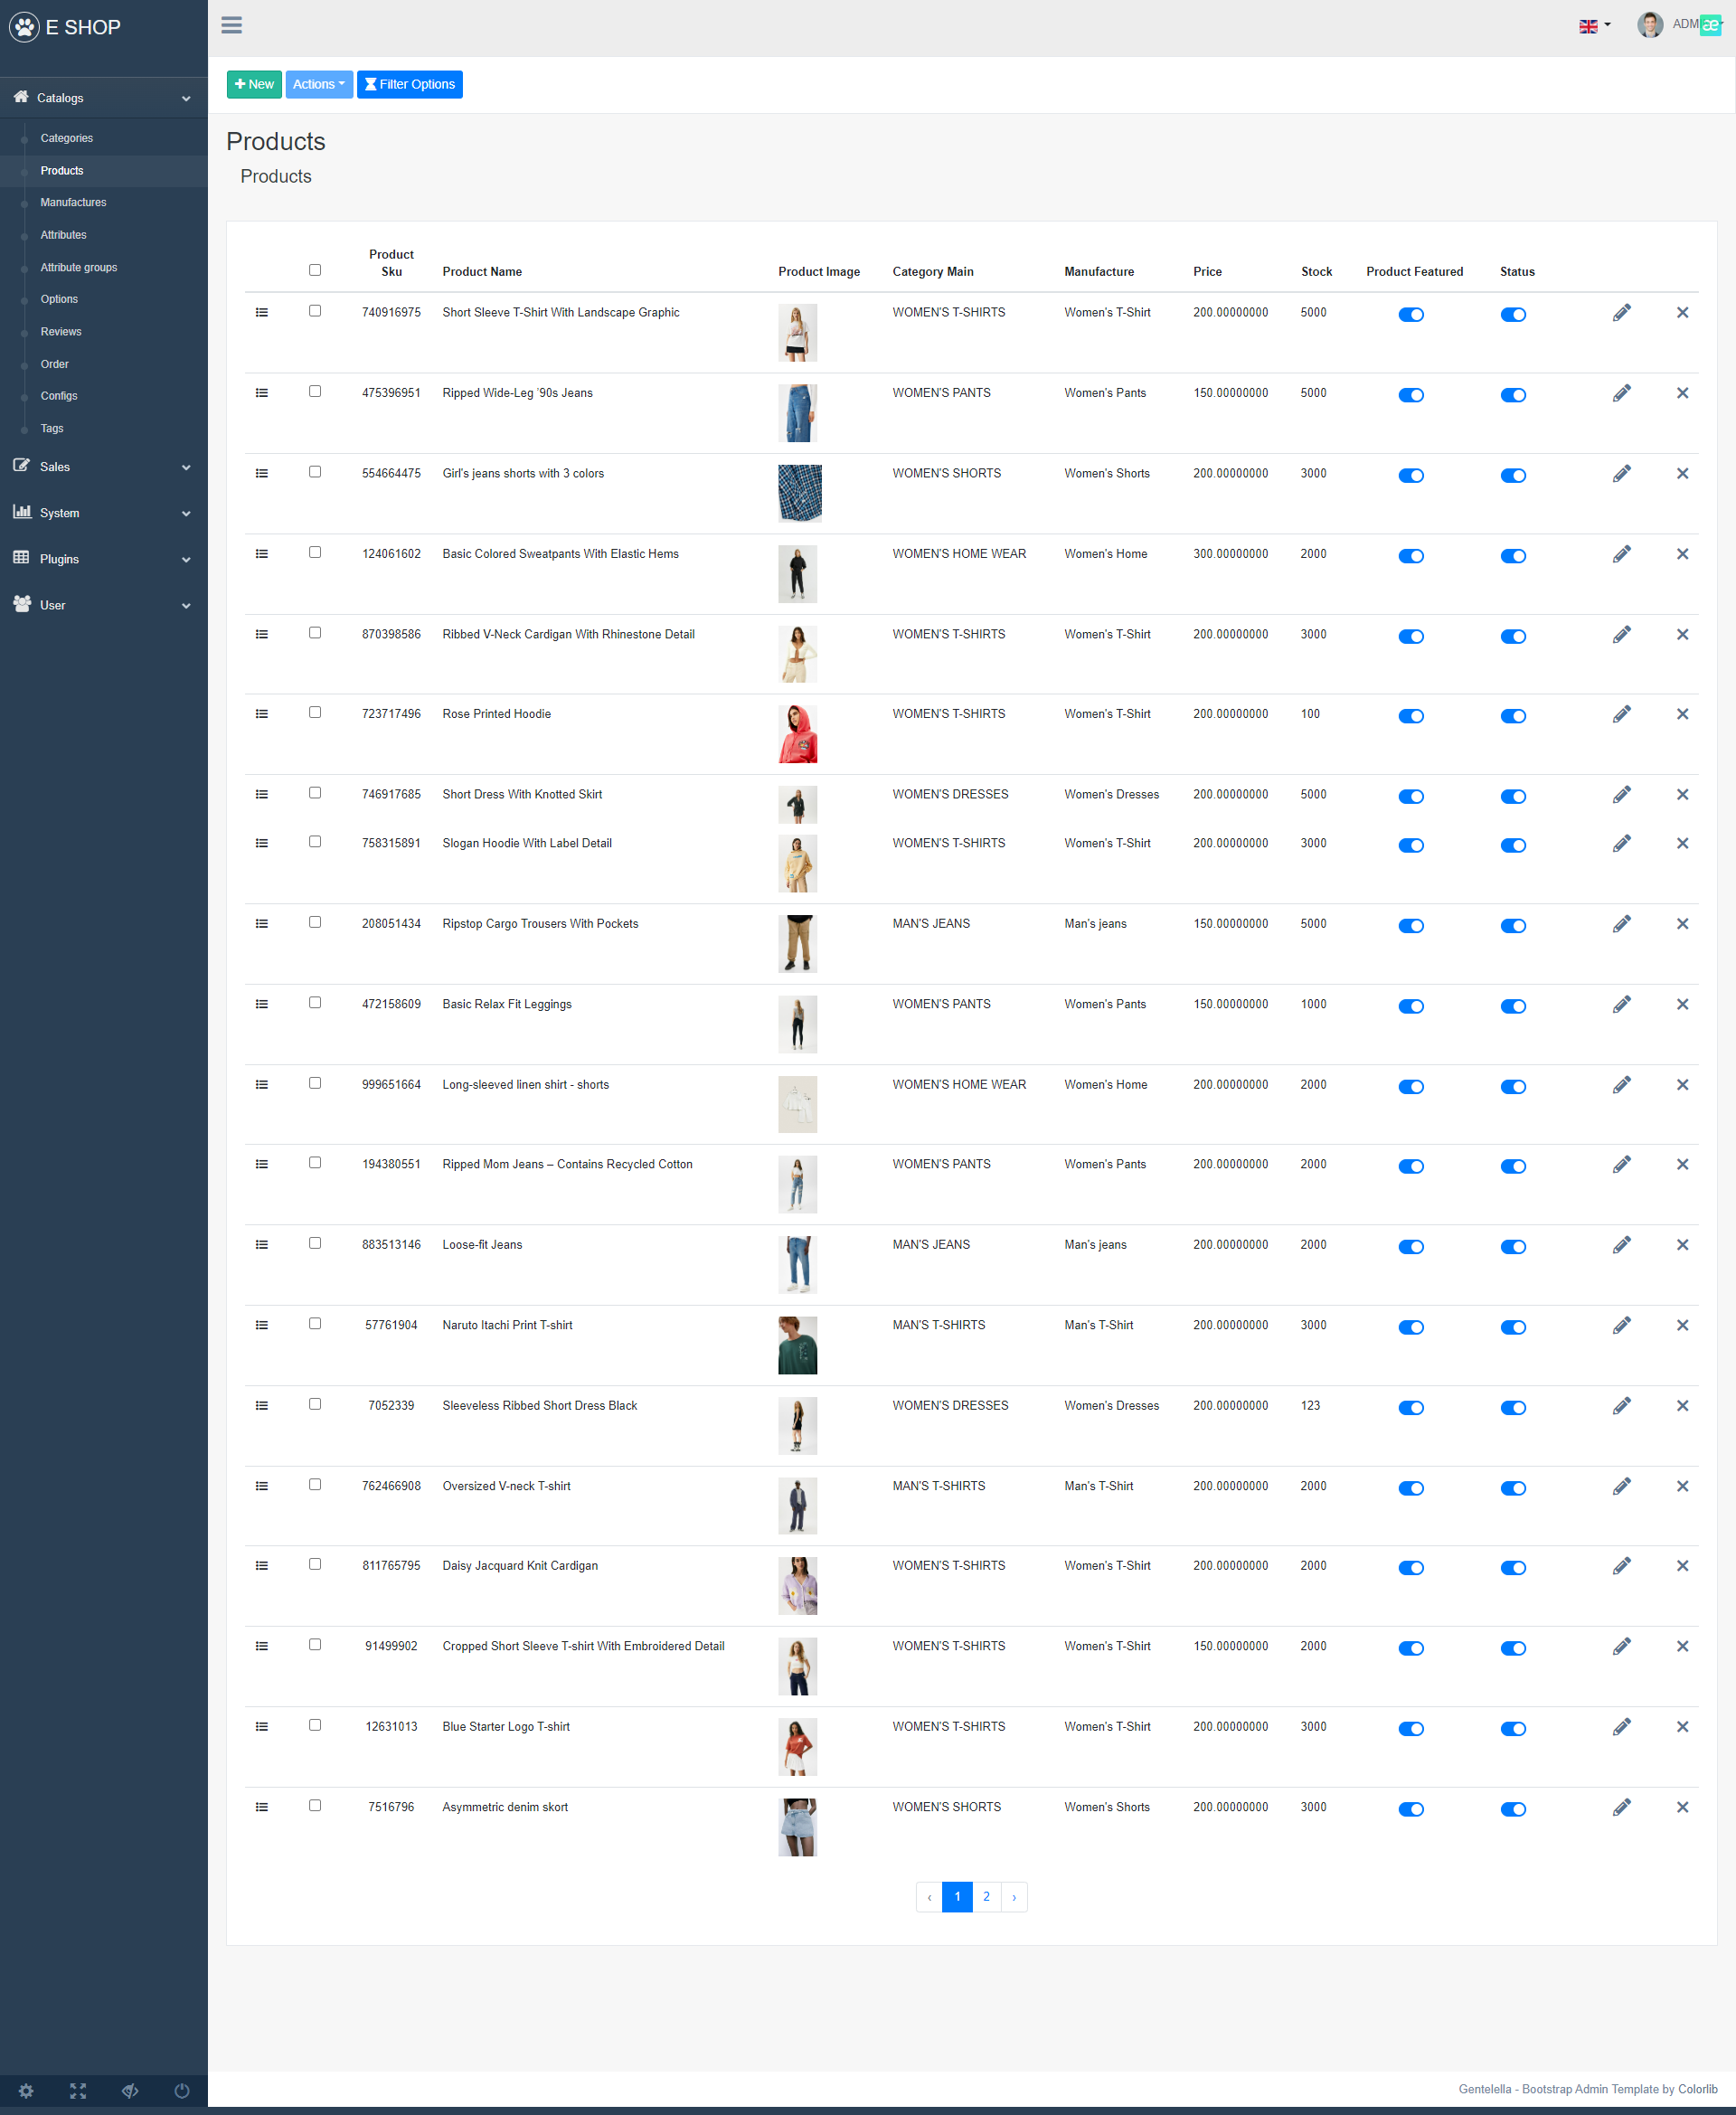 E SHOP
ADM æ
Catalogs
Categories
Products
Manufactures
Attributes
Attribute groups
Options
Reviews
Order
Configs
Tags
Sales
System
Plugins
User
New Actions Filter Options
Products
Products
Product Sku Product Name Product Image Category Main Manufacture Price Stock Product Featured Status
740916975 Short Sleeve T-Shirt With Landscape Graphic WOMEN'S T-SHIRTS Women's T-Shirt 200.00000000 5000
475396951 Ripped Wide-Leg '90s Jeans WOMEN'S PANTS Women's Pants 150.00000000 5000
554664475 Girl's jeans shorts with 3 colors WOMEN'S SHORTS Women's Shorts 200.00000000 3000
124061602 Basic Colored Sweatpants With Elastic Hems WOMEN'S HOME WEAR Women's Home 300.00000000 2000
870398586 Ribbed V-Neck Cardigan With Rhinestone Detail WOMEN'S T-SHIRTS Women's T-Shirt 200.00000000 3000
723717496 Rose Printed Hoodie WOMEN'S T-SHIRTS Women's T-Shirt 200.00000000 100
746917685 Short Dress With Knotted Skirt WOMEN'S DRESSES Women's Dresses 200.00000000 5000
758315891 Slogan Hoodie With Label Detail WOMEN'S T-SHIRTS Women's T-Shirt 200.00000000 3000
208051434 Ripstop Cargo Trousers With Pockets MAN'S JEANS Man's jeans 150.00000000 5000
472158609 Basic Relax Fit Leggings WOMEN'S PANTS Women's Pants 150.00000000 1000
999651664 Long-sleeved linen shirt - shorts WOMEN'S HOME WEAR Women's Home 200.00000000 2000
194380551 Ripped Mom Jeans – Contains Recycled Cotton WOMEN'S PANTS Women's Pants 200.00000000 2000
883513146 Loose-fit Jeans MAN'S JEANS Man's jeans 200.00000000 2000
57761904 Naruto Itachi Print T-shirt MAN'S T-SHIRTS Man's T-Shirt 200.00000000 3000
7052339 Sleeveless Ribbed Short Dress Black WOMEN'S DRESSES Women's Dresses 200.00000000 123
762466908 Oversized V-neck T-shirt MAN'S T-SHIRTS Man's T-Shirt 200.00000000 2000
811765795 Daisy Jacquard Knit Cardigan WOMEN'S T-SHIRTS Women's T-Shirt 200.00000000 2000
91499902 Cropped Short Sleeve T-shirt With Embroidered Detail WOMEN'S T-SHIRTS Women's T-Shirt 150.00000000 2000
12631013 Blue Starter Logo T-shirt WOMEN'S T-SHIRTS Women's T-Shirt 200.00000000 3000
7516796 Asymmetric denim skort WOMEN'S SHORTS Women's Shorts 200.00000000 3000
‹ 1 2 ›
Gentelella - Bootstrap Admin Template by Colorlib